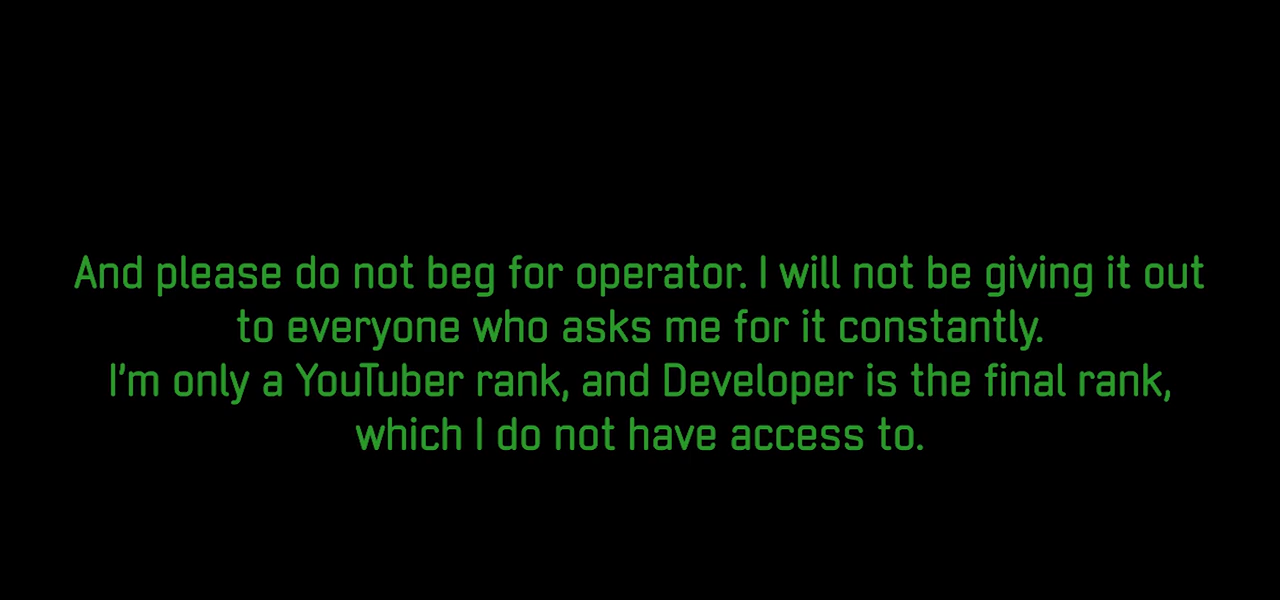 And please do not beg for operator. I will not be giving it out
to everyone who asks me for it constantly.
I'm only a YouTuber rank, and Developer is the final rank,
which I do not have access to.